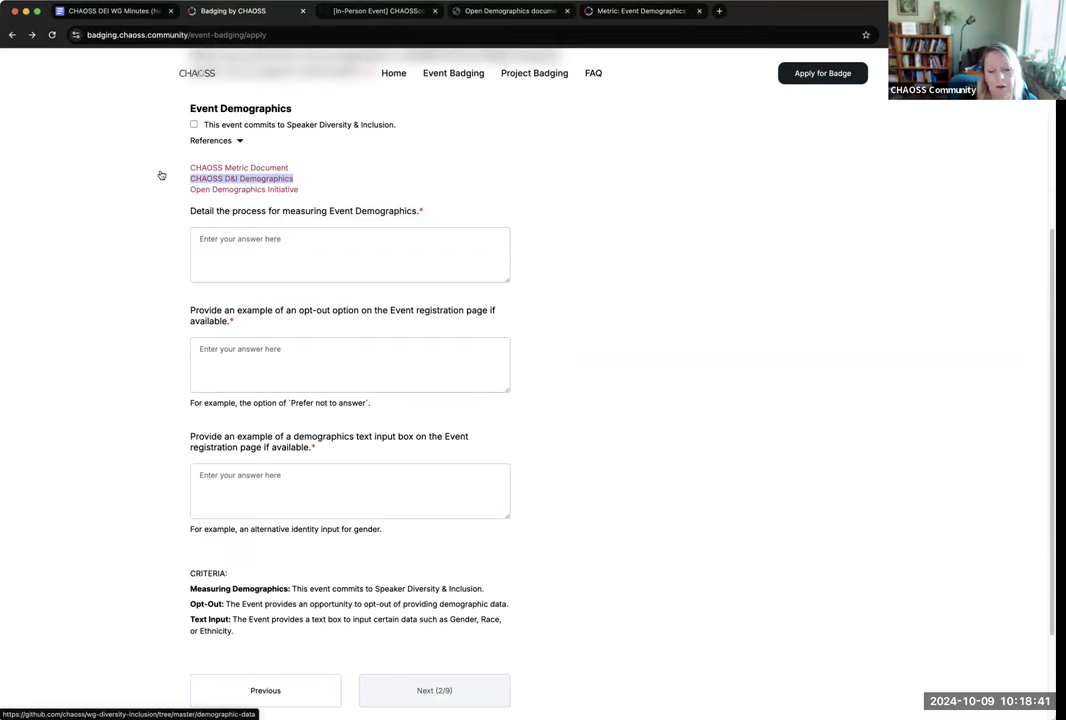 CHAOSS DEI WG Minutes (Ne
Badging by CHAOSS
[In-Person Event] CHAOSScon
Open Demographics docume
Metric: Event Demographics
badging.chaoss.community/event-badging/apply
CHAOSS
Home
Event Badging
Project Badging
FAQ
Apply for Badge
CHAOSS Community
Event Demographics
This event commits to Speaker Diversity & Inclusion.
References
CHAOSS Metric Document
CHAOSS D&I Demographics
Open Demographics Initiative
Detail the process for measuring Event Demographics.*
Enter your answer here
Provide an example of an opt-out option on the Event registration page if
available.*
Enter your answer here
For example, the option of `Prefer not to answer`.
Provide an example of a demographics text input box on the Event
registration page if available.*
Enter your answer here
For example, an alternative identity input for gender.
CRITERIA:
Measuring Demographics: This event commits to Speaker Diversity & Inclusion.
Opt-Out: The Event provides an opportunity to opt-out of providing demographic data.
Text Input: The Event provides a text box to input certain data such as Gender, Race,
or Ethnicity.
Previous
Next (2/9)
https://github.com/chaoss/wg-diversity-inclusion/tree/master/demographic-data
2024-10-09 10:18:41